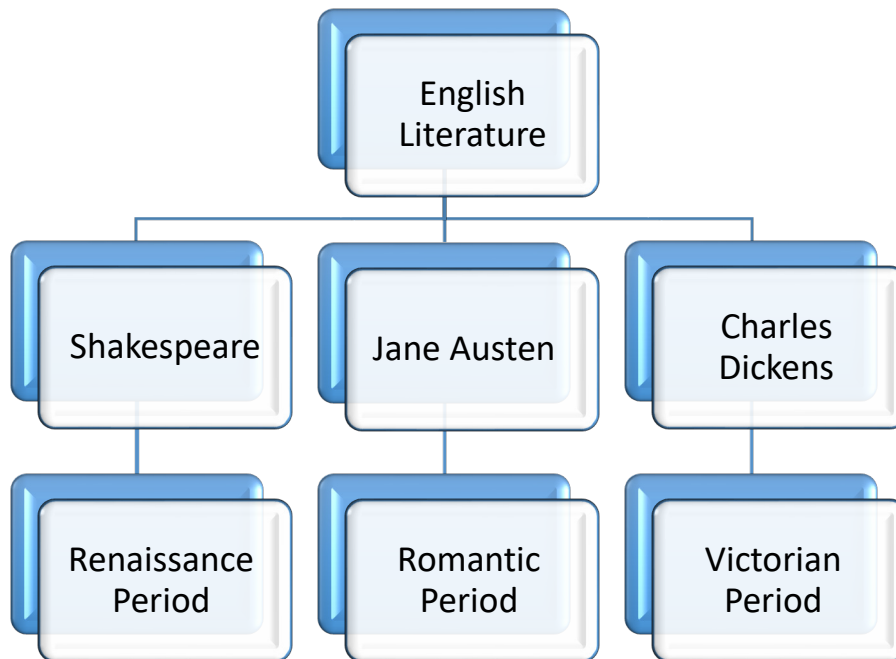 English
Literature
Shakespeare
Jane Austen
Charles
Dickens
Renaissance
Period
Romantic
Period
Victorian
Period